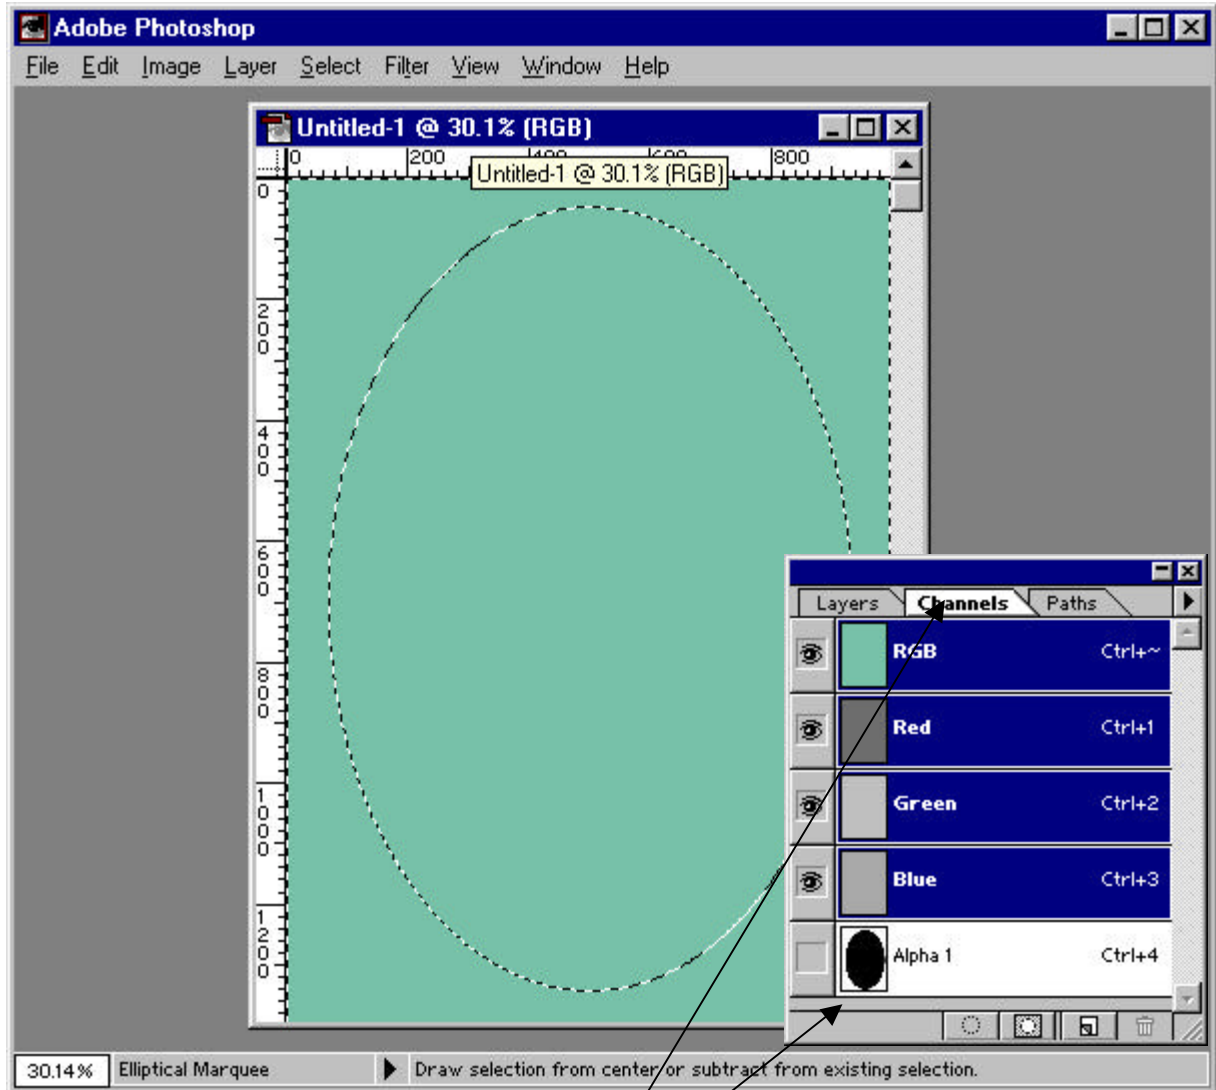 Adobe Photoshop
File Edit Image Layer Select Filter View Window Help
Untitled-1 @ 30.1% (RGB)
0 200 400 600 800
Untitled-1 @ 30.1% (RGB)
0
200
400
600
800
1000
1200
Layers Channels Paths
RGB Ctrl+~
Red Ctrl+1
Green Ctrl+2
Blue Ctrl+3
Alpha 1 Ctrl+4
30.14% Elliptical Marquee Draw selection from center or subtract from existing selection.